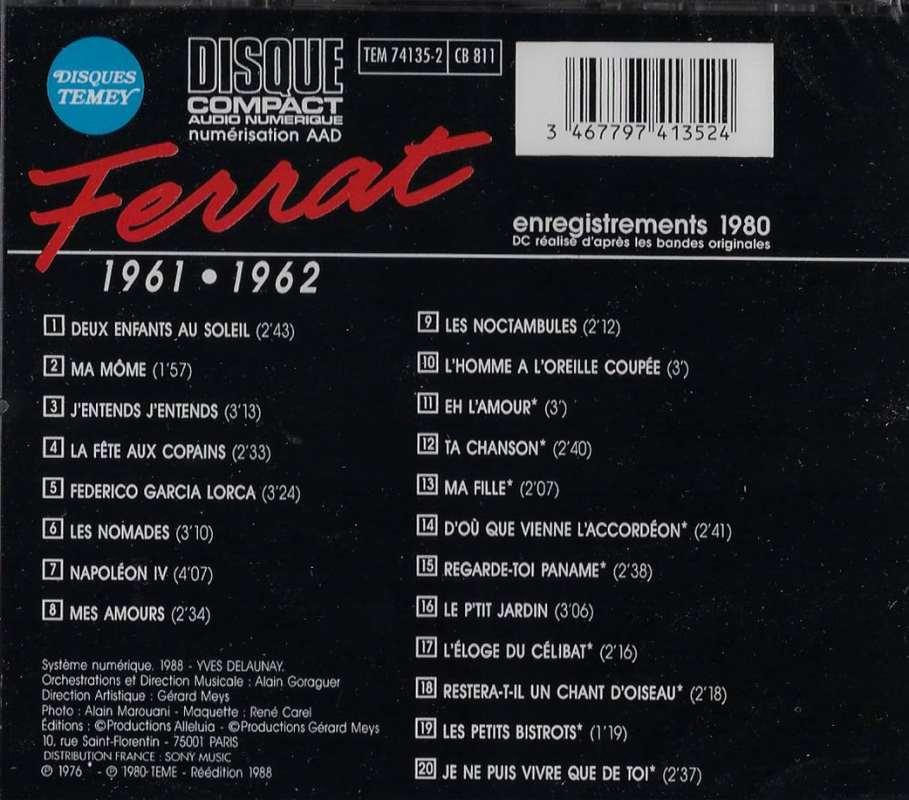 DISQUES
TEMEY
DISQUE
COMPACT
AUDIO NUMERIQUE
numérisation AAD
TEM 74135-2 CB 811
3 467797 413524
Ferrat
enregistrements 1980
DC réalisé d'après les bandes originales
1961 • 1962
1 DEUX ENFANTS AU SOLEIL (2'43)
2 MA MÔME (1'57)
3 J'ENTENDS J'ENTENDS (3'13)
4 LA FÊTE AUX COPAINS (2'33)
5 FEDERICO GARCIA LORCA (3'24)
6 LES NOMADES (3'10)
7 NAPOLÉON IV (4'07)
8 MES AMOURS (2'34)
9 LES NOCTAMBULES (2'12)
10 L'HOMME A L'OREILLE COUPÉE (3')
11 EH L'AMOUR* (3')
12 TA CHANSON* (2'40)
13 MA FILLE* (2'07)
14 D'OÙ QUE VIENNE L'ACCORDÉON* (2'41)
15 REGARDE-TOI PANAME* (2'38)
16 LE P'TIT JARDIN (3'06)
17 L'ÉLOGE DU CÉLIBAT* (2'16)
18 RESTERA-T-IL UN CHANT D'OISEAU* (2'18)
19 LES PETITS BISTROTS* (1'19)
20 JE NE PUIS VIVRE QUE DE TOI* (2'37)
Système numérique. 1988 - YVES DELAUNAY.
Orchestrations et Direction Musicale : Alain Goraguer
Direction Artistique : Gérard Meys
Photo : Alain Marouani - Maquette : René Carel
Éditions : ©Productions Alleluia - ©Productions Gérard Meys
10, rue Saint-Florentin - 75001 PARIS
DISTRIBUTION FRANCE : SONY MUSIC
℗ 1976 * - ℗ 1980-TEME - Réédition 1988